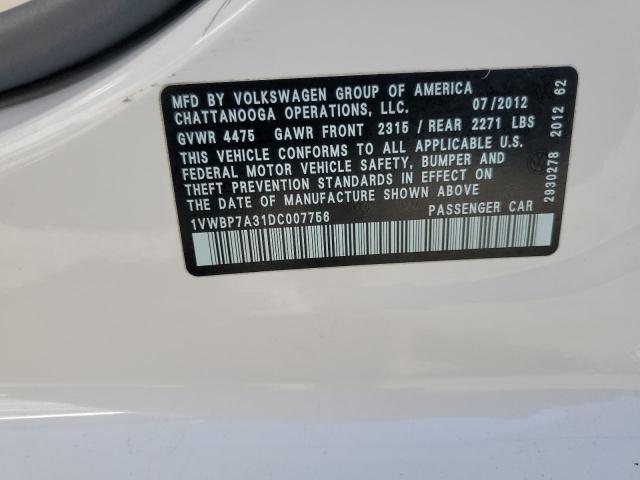 MFD BY VOLKSWAGEN GROUP OF AMERICA
CHATTANOOGA OPERATIONS, LLC. 07/2012
GVWR 4475 GAWR FRONT 2315 / REAR 2271 LBS
THIS VEHICLE CONFORMS TO ALL APPLICABLE U.S.
FEDERAL MOTOR VEHICLE SAFETY, BUMPER AND
THEFT PREVENTION STANDARDS IN EFFECT ON
THE DATE OF MANUFACTURE SHOWN ABOVE
1VWBP7A31DC007756 PASSENGER CAR
2930278 2012 62